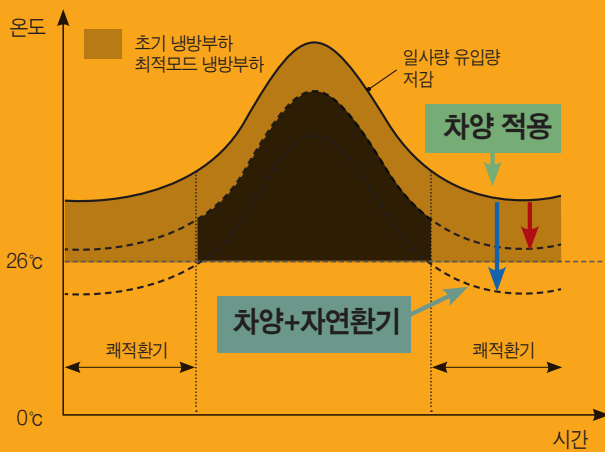 온도
초기 냉방부하
최적모드 냉방부하
일사량 유입량
저감
차양 적용
26℃
차양+자연환기
쾌적환기
쾌적환기
0℃
시간